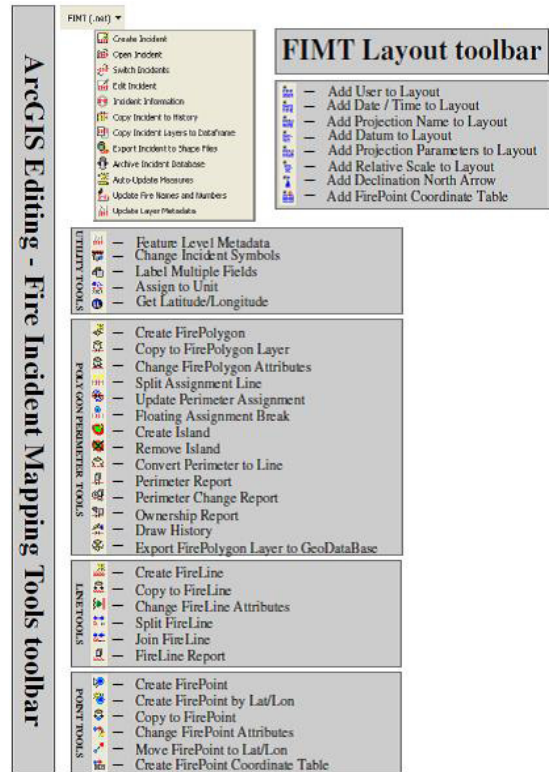 ArcGIS Editing - Fire Incident Mapping Tools toolbar
FIMT (.net)
Create Incident
Open Incident
Switch Incidents
Edit Incident
Incident Information
Copy Incident to History
Copy Incident Layers to Dataframe
Export Incident to Shape Files
Archive Incident Database
Auto-Update Measures
Update Fire Names and Numbers
Update Layer Metadata
FIMT Layout toolbar
— Add User to Layout
— Add Date / Time to Layout
— Add Projection Name to Layout
— Add Datum to Layout
— Add Projection Parameters to Layout
— Add Relative Scale to Layout
— Add Declination North Arrow
— Add FirePoint Coordinate Table
UTILITY TOOLS
— Feature Level Metadata
— Change Incident Symbols
— Label Multiple Fields
— Assign to Unit
— Get Latitude/Longitude
POLYGON PERIMETER TOOLS
— Create FirePolygon
— Copy to FirePolygon Layer
— Change FirePolygon Attributes
— Split Assignment Line
— Update Perimeter Assignment
— Floating Assignment Break
— Create Island
— Remove Island
— Convert Perimeter to Line
— Perimeter Report
— Perimeter Change Report
— Ownership Report
— Draw History
— Export FirePolygon Layer to GeoDataBase
LINE TOOLS
— Create FireLine
— Copy to FireLine
— Change FireLine Attributes
— Split FireLine
— Join FireLine
— FireLine Report
POINT TOOLS
— Create FirePoint
— Create FirePoint by Lat/Lon
— Copy to FirePoint
— Change FirePoint Attributes
— Move FirePoint to Lat/Lon
— Create FirePoint Coordinate Table